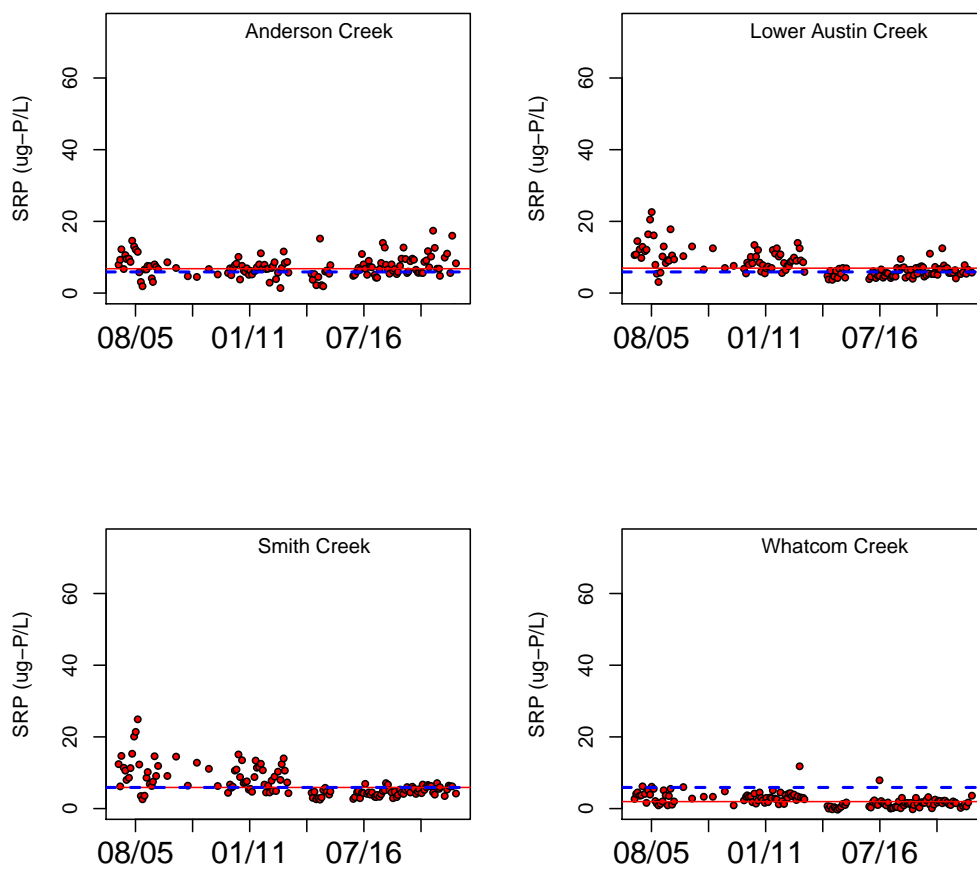 Anderson Creek
SRP (ug−P/L)
0 20 40 60
08/05 01/11 07/16
Lower Austin Creek
SRP (ug−P/L)
0 20 40 60
08/05 01/11 07/16
Smith Creek
SRP (ug−P/L)
0 20 40 60
08/05 01/11 07/16
Whatcom Creek
SRP (ug−P/L)
0 20 40 60
08/05 01/11 07/16